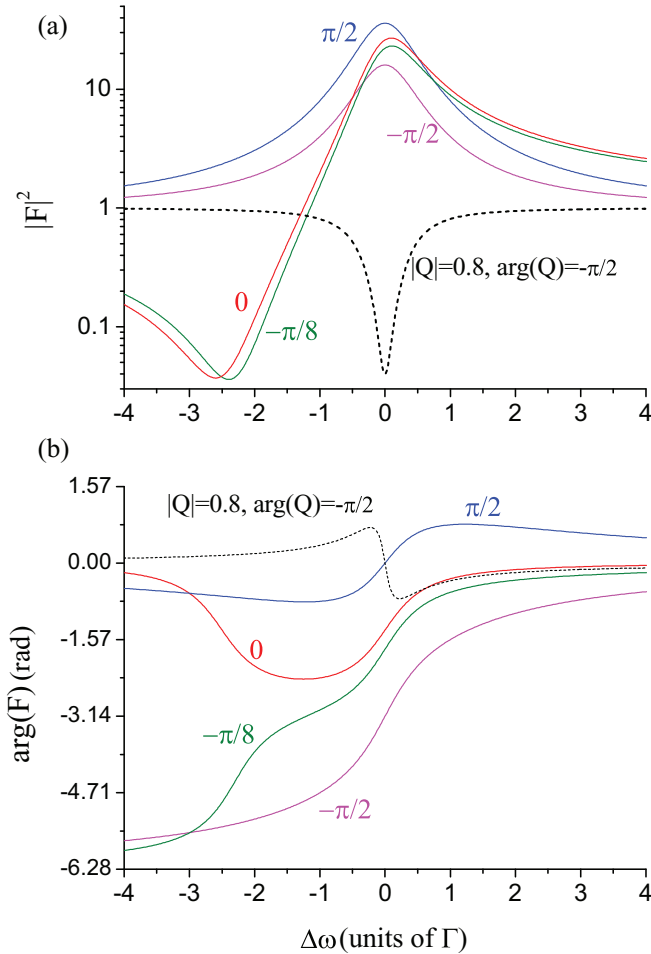 (a)
π/2
10
−π/2
1
|F|²
|Q|=0.8, arg(Q)=-π/2
0
0.1
−π/8
-4 -3 -2 -1 0 1 2 3 4
(b)
1.57
|Q|=0.8, arg(Q)=-π/2
π/2
0.00
-1.57
0
arg(F) (rad)
-3.14
−π/8
-4.71
−π/2
-6.28
-4 -3 -2 -1 0 1 2 3 4
Δω (units of Γ)